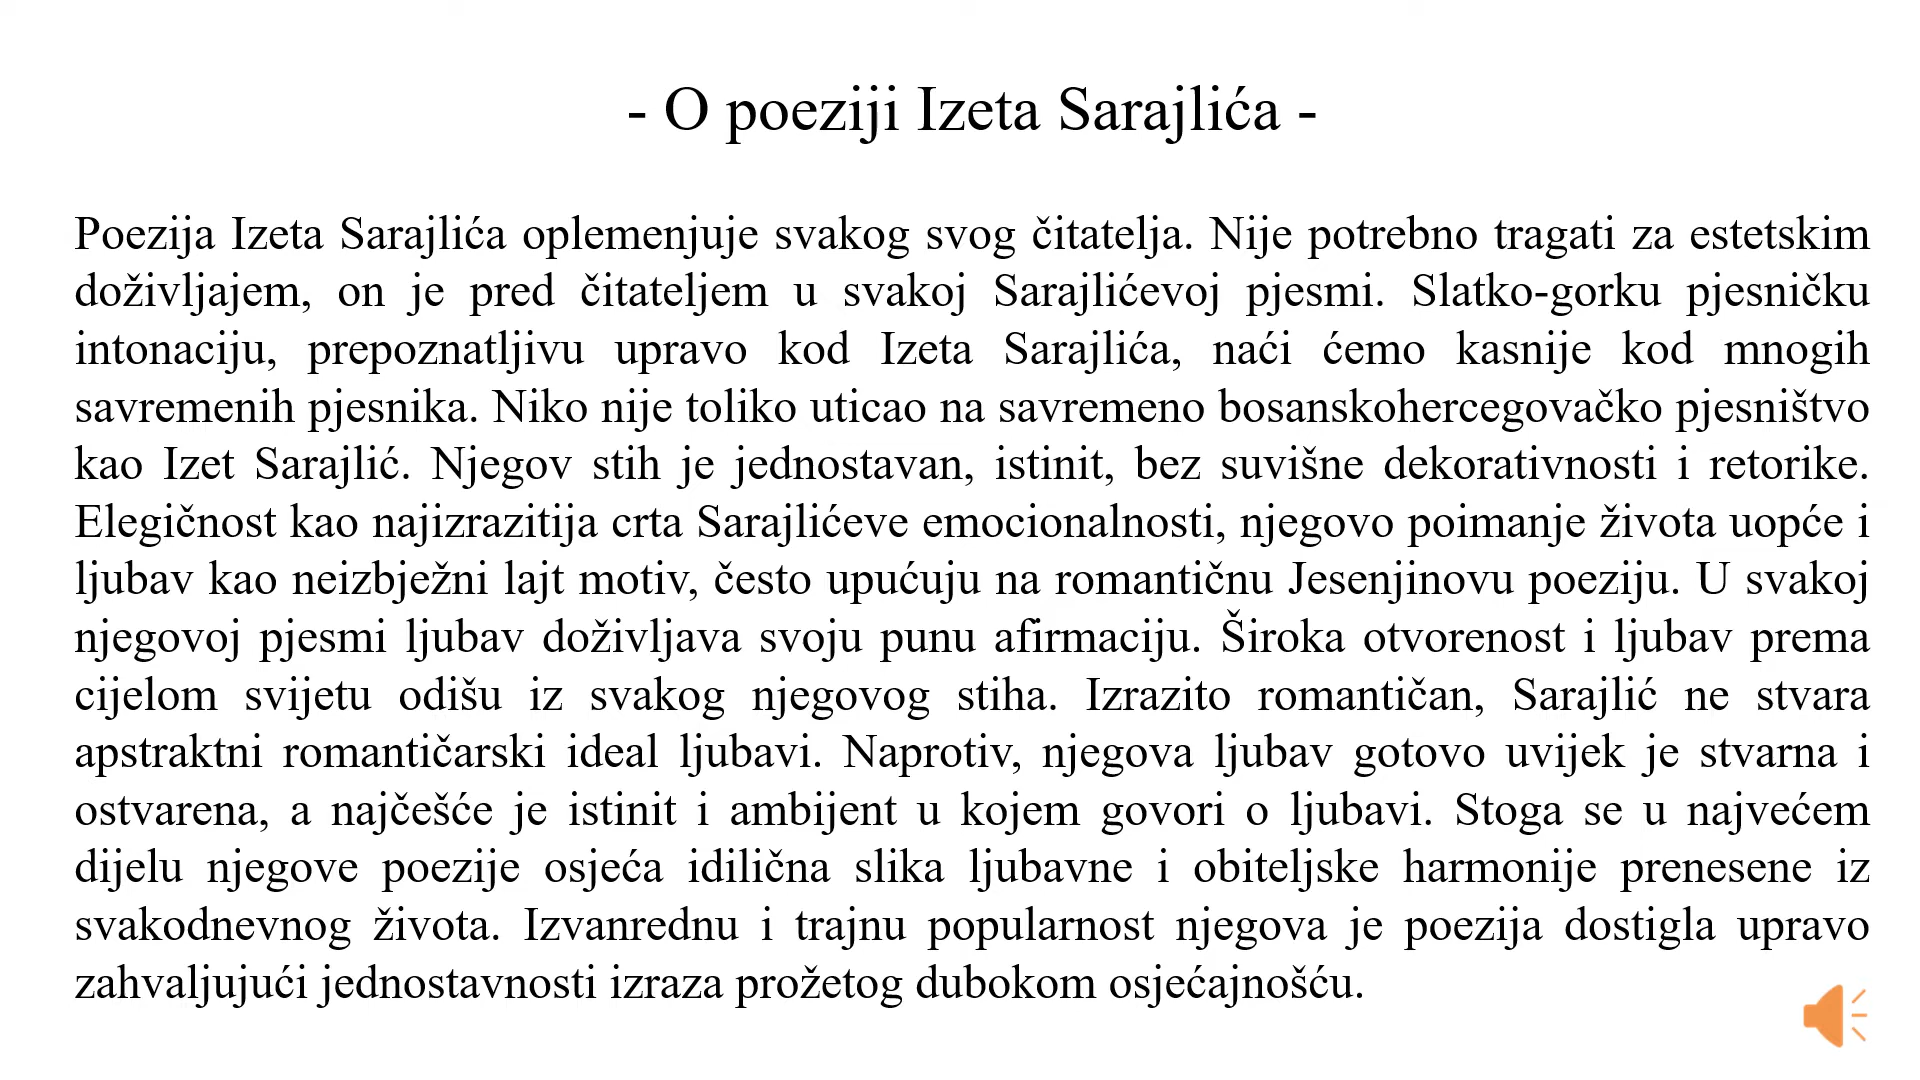 - O poeziji Izeta Sarajlića -
Poezija Izeta Sarajlića oplemenjuje svakog svog čitatelja. Nije potrebno tragati za estetskim
doživljajem, on je pred čitateljem u svakoj Sarajlićevoj pjesmi. Slatko-gorku pjesničku
intonaciju, prepoznatljivu upravo kod Izeta Sarajlića, naći ćemo kasnije kod mnogih
savremenih pjesnika. Niko nije toliko uticao na savremeno bosanskohercegovačko pjesništvo
kao Izet Sarajlić. Njegov stih je jednostavan, istinit, bez suvišne dekorativnosti i retorike.
Elegičnost kao najizrazitija crta Sarajlićeve emocionalnosti, njegovo poimanje života uopće i
ljubav kao neizbježni lajt motiv, često upućuju na romantičnu Jesenjinovu poeziju. U svakoj
njegovoj pjesmi ljubav doživljava svoju punu afirmaciju. Široka otvorenost i ljubav prema
cijelom svijetu odišu iz svakog njegovog stiha. Izrazito romantičan, Sarajlić ne stvara
apstraktni romantičarski ideal ljubavi. Naprotiv, njegova ljubav gotovo uvijek je stvarna i
ostvarena, a najčešće je istinit i ambijent u kojem govori o ljubavi. Stoga se u najvećem
dijelu njegove poezije osjeća idilična slika ljubavne i obiteljske harmonije prenesene iz
svakodnevnog života. Izvanrednu i trajnu popularnost njegova je poezija dostigla upravo
zahvaljujući jednostavnosti izraza prožetog dubokom osjećajnošću.